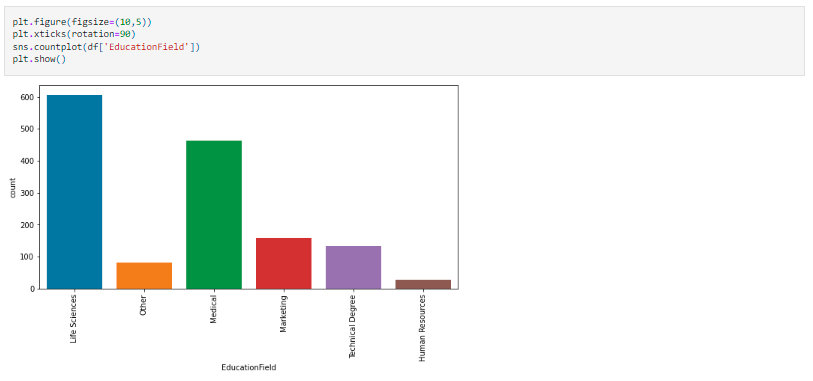 plt.figure(figsize=(10,5))
plt.xticks(rotation=90)
sns.countplot(df['EducationField'])
plt.show()
600
500
400
300
200
100
0
count
Life Sciences
Other
Medical
Marketing
Technical Degree
Human Resources
EducationField